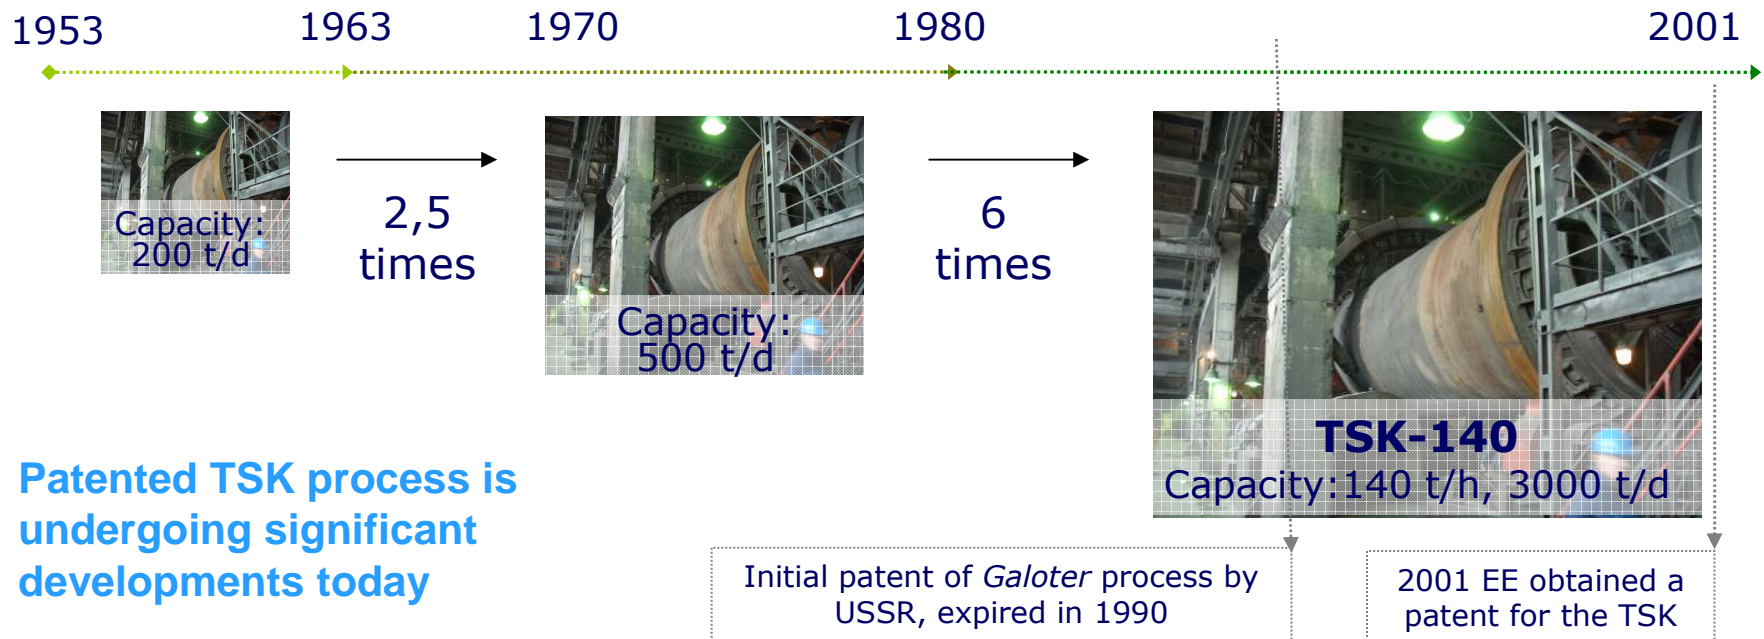 1953
1963
1970
1980
2001
Capacity:
200 t/d
2,5
times
Capacity:
500 t/d
6
times
TSK-140
Capacity:140 t/h, 3000 t/d
Patented TSK process is
undergoing significant
developments today
Initial patent of Galoter process by
USSR, expired in 1990
2001 EE obtained a
patent for the TSK